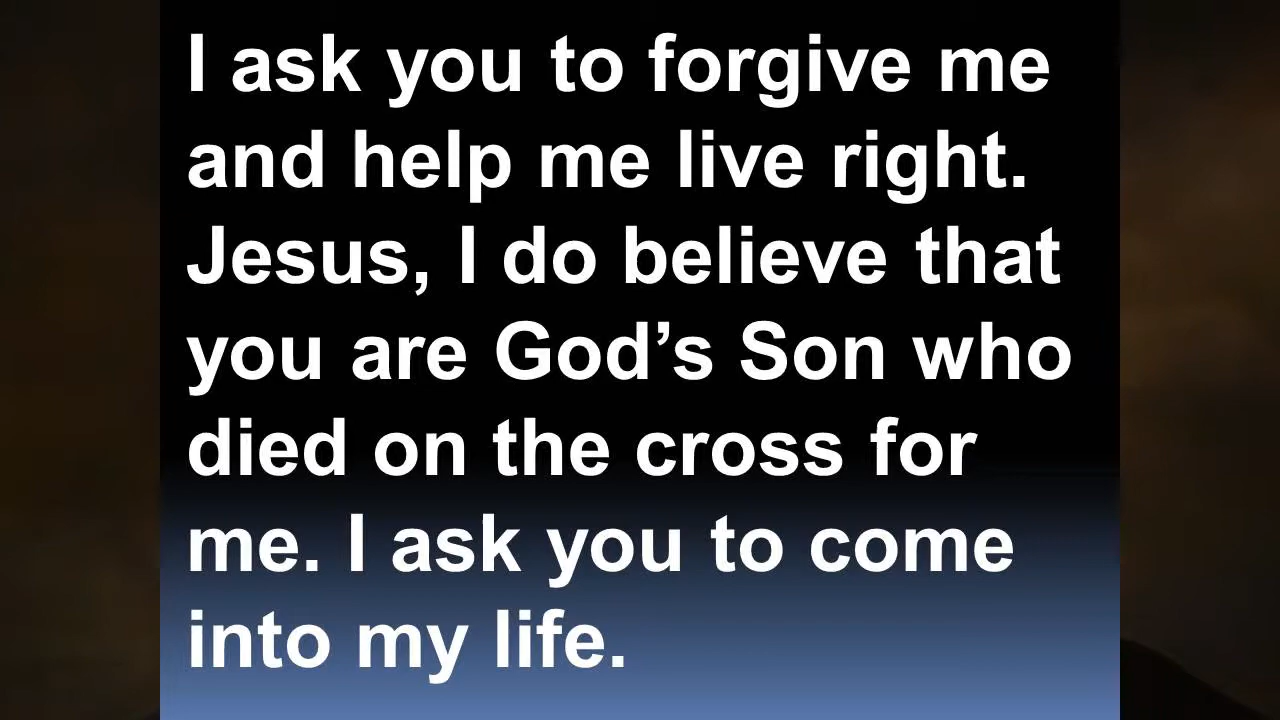 I ask you to forgive me
and help me live right.
Jesus, I do believe that
you are God’s Son who
died on the cross for
me. I ask you to come
into my life.